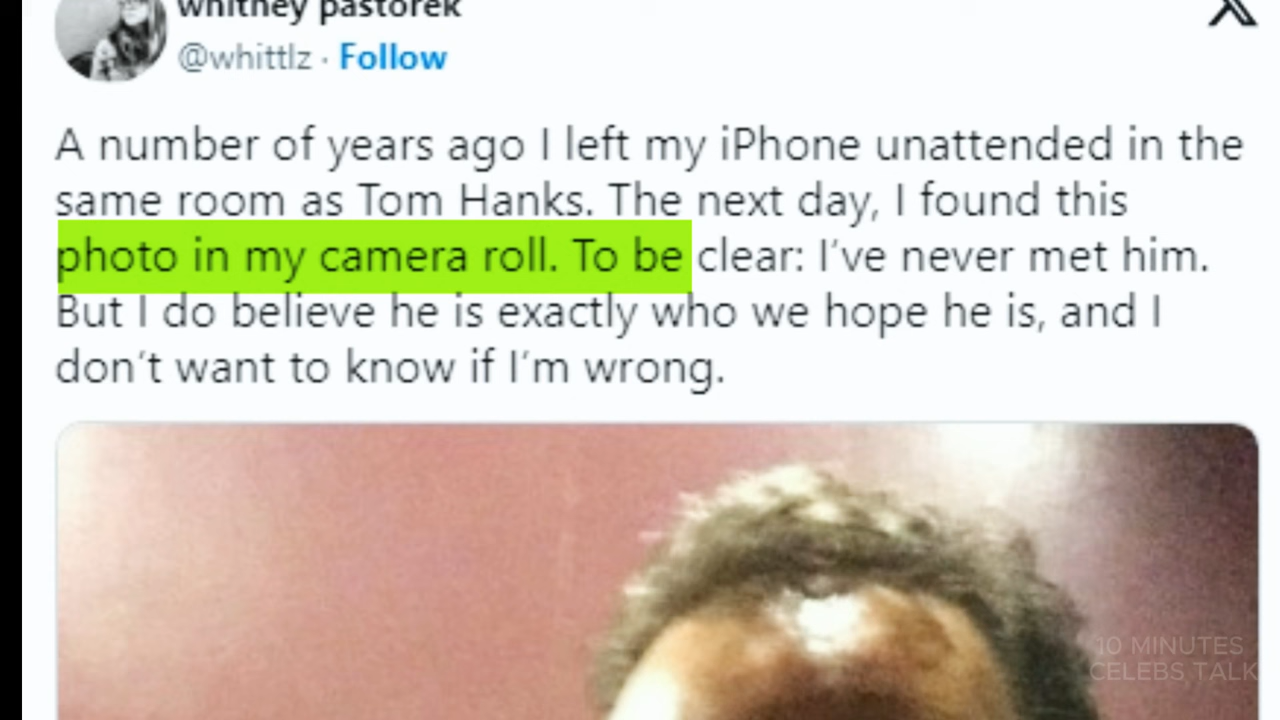 whitney pastorek
@whittlz · Follow
A number of years ago I left my iPhone unattended in the
same room as Tom Hanks. The next day, I found this
photo in my camera roll. To be clear: I've never met him.
But I do believe he is exactly who we hope he is, and I
don't want to know if I'm wrong.
10 MINUTES
CELEBS TALK